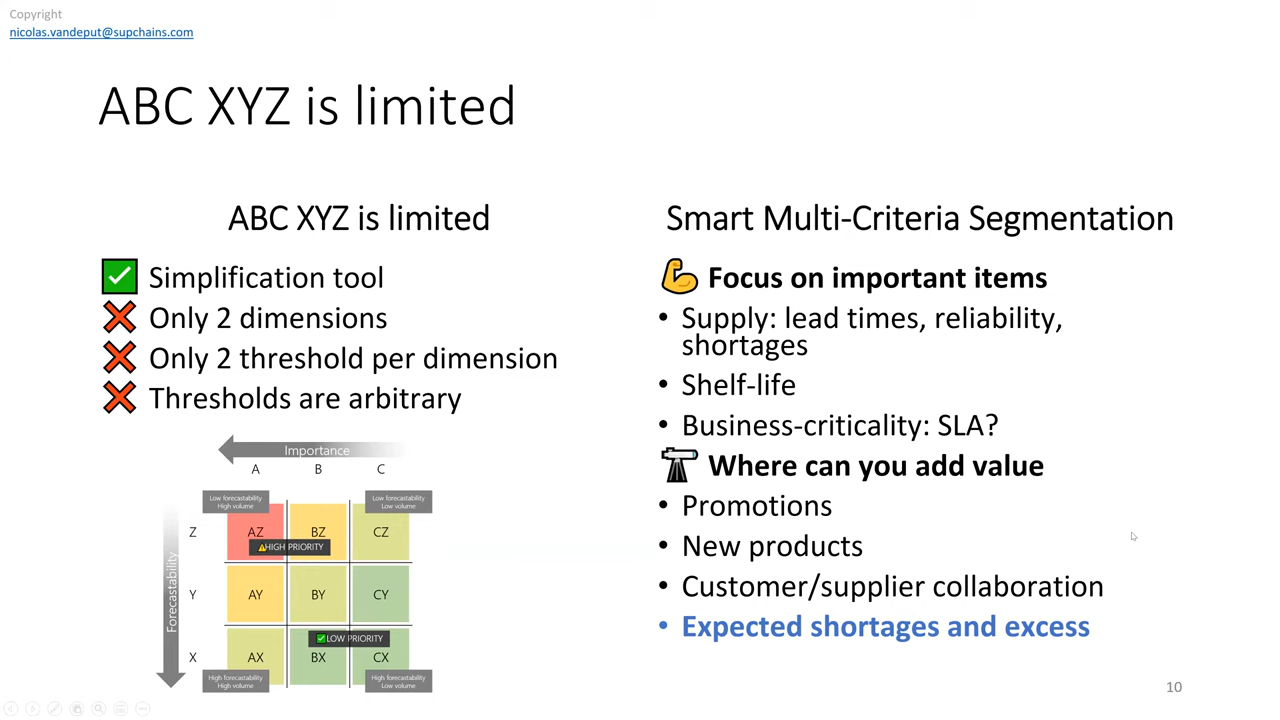 Copyright
nicolas.vandeput@supchains.com
ABC XYZ is limited
ABC XYZ is limited
✅ Simplification tool
❌ Only 2 dimensions
❌ Only 2 threshold per dimension
❌ Thresholds are arbitrary
Importance
A B C
Low forecastability
High volume
Low forecastability
Low volume
Z AZ BZ CZ
⚠HIGH PRIORITY
Forecastability
Y AY BY CY
✅LOW PRIORITY
X AX BX CX
High forecastability
High volume
High forecastability
Low volume
Smart Multi-Criteria Segmentation
💪 Focus on important items
• Supply: lead times, reliability,
shortages
• Shelf-life
• Business-criticality: SLA?
Where can you add value
• Promotions
• New products
• Customer/supplier collaboration
• Expected shortages and excess
10